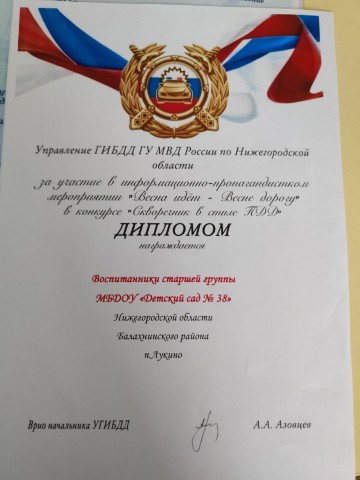 Управление ГИБДД ГУ МВД России по Нижегородской
области
за участие в информационно-пропагандистком
мероприятии "Весна идёт - Весне дорогу"
в конкурсе "Скворечник в стиле ПДД"
ДИПЛОМОМ
награждается
Воспитанники старшей группы
МБДОУ «Детский сад № 38»
Нижегородской области
Балахнинского района
п.Лукино
Врио начальника УГИБДД
А.А. Азовцев